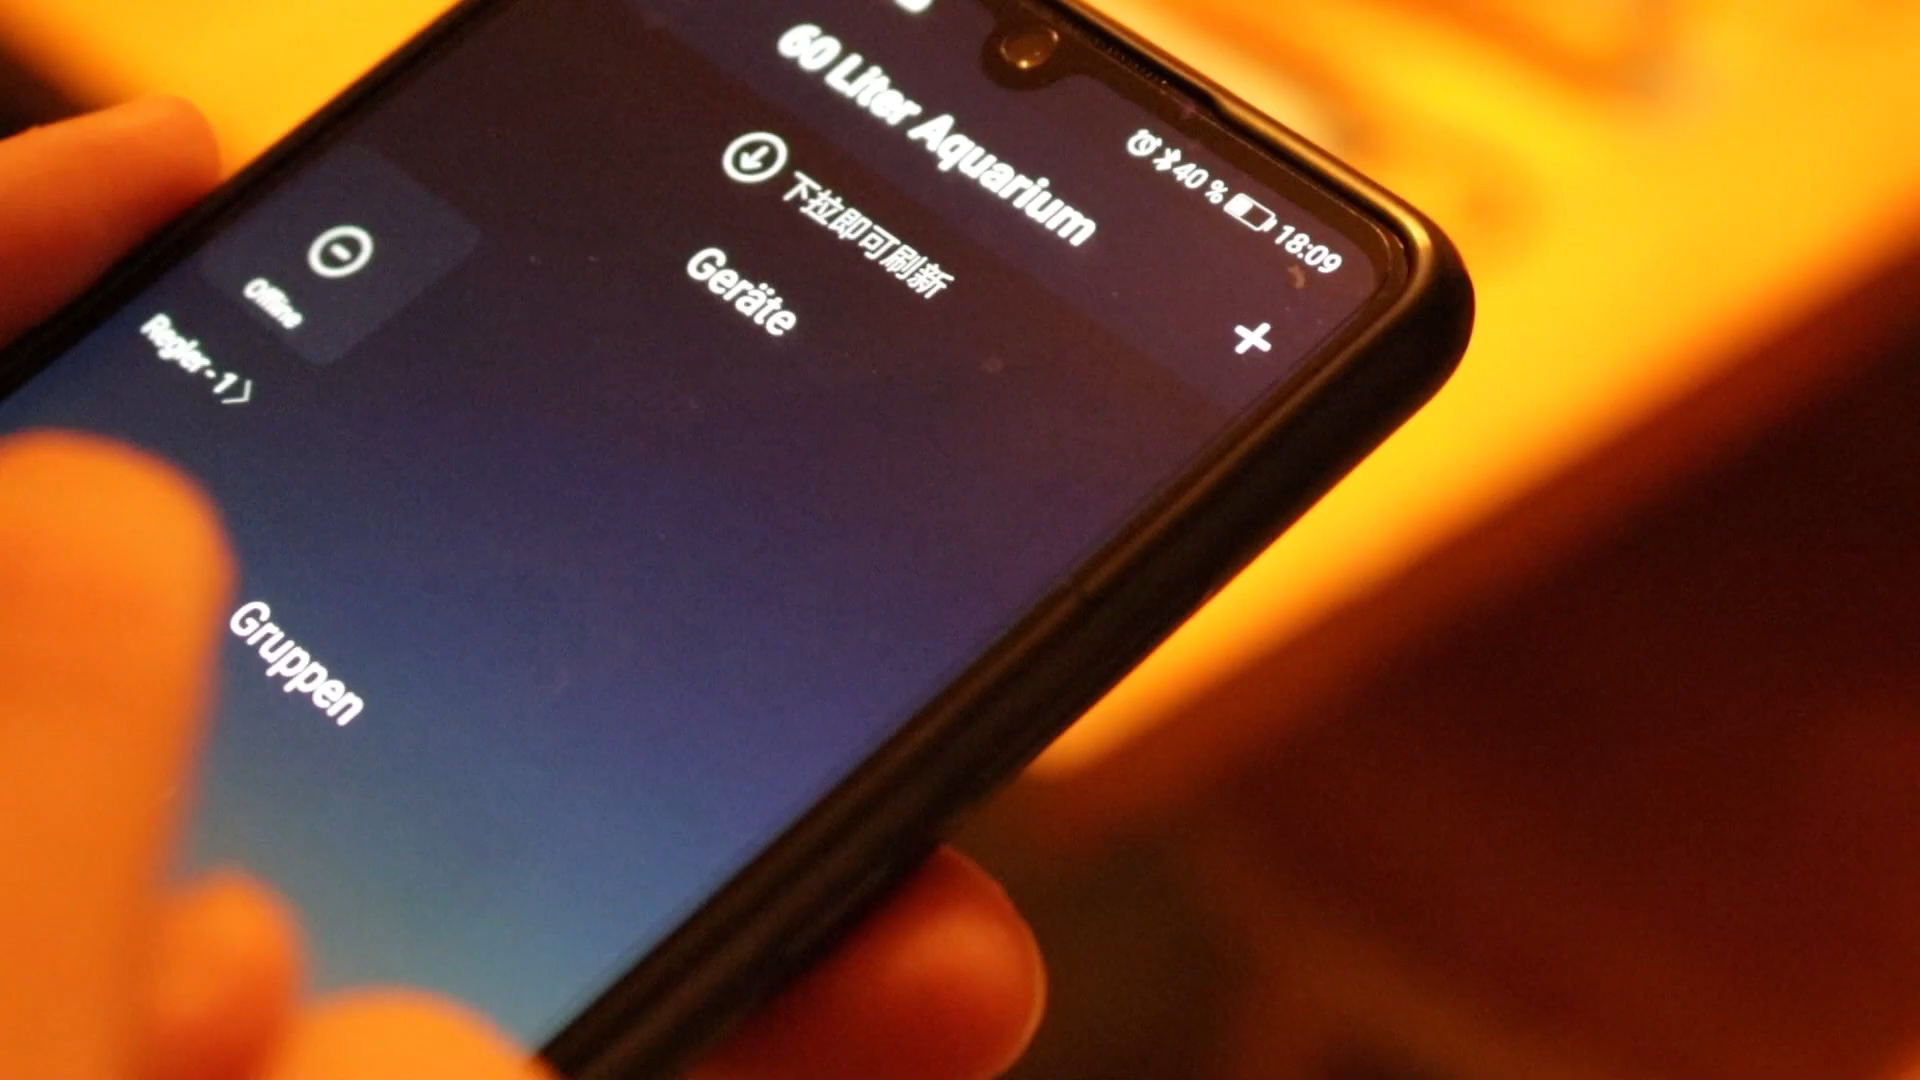 40 % 18:09
60 Liter Aquarium
下拉即可刷新
Geräte
Offline
Regler - 1
Gruppen